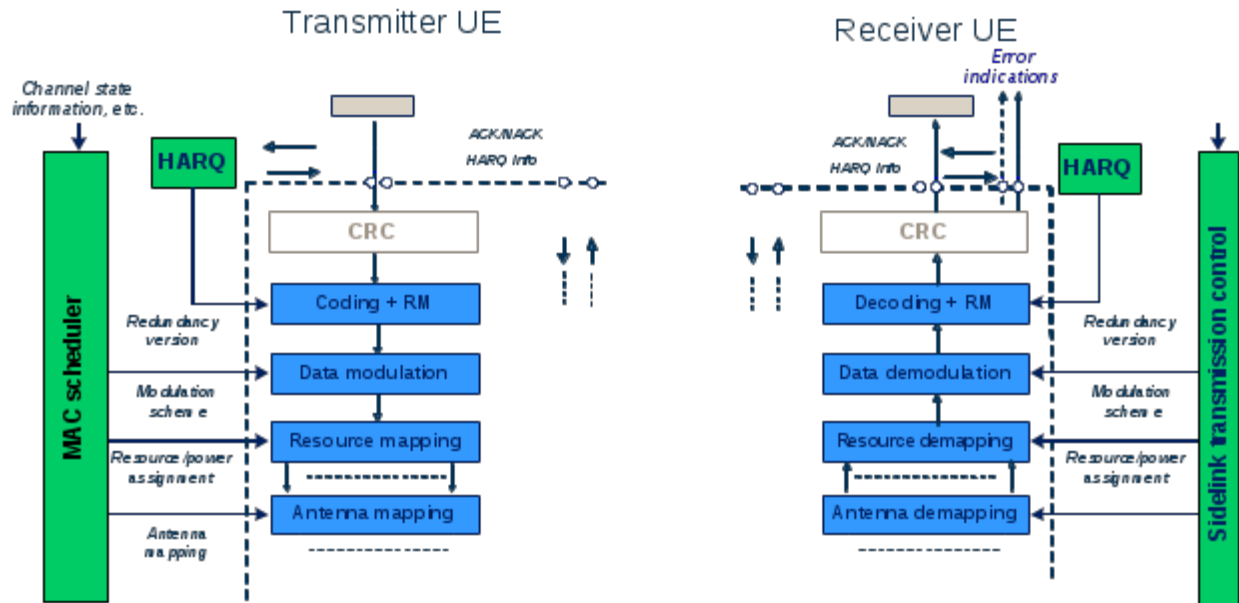 Transmitter UE
Receiver UE
Channel state
information, etc.
Error
indications
HARQ
ACK/NACK
HARQ Info
ACK/NACK
HARQ Info
HARQ
CRC
CRC
MAC scheduler
Coding + RM
Decoding + RM
Sidelink transmission control
Redundancy
version
Redundancy
version
Data modulation
Data demodulation
Modulation
scheme
Modulation
scheme
Resource mapping
Resource demapping
Resource/power
assignment
Resource/power
assignment
Antenna mapping
Antenna demapping
Antenna
mapping